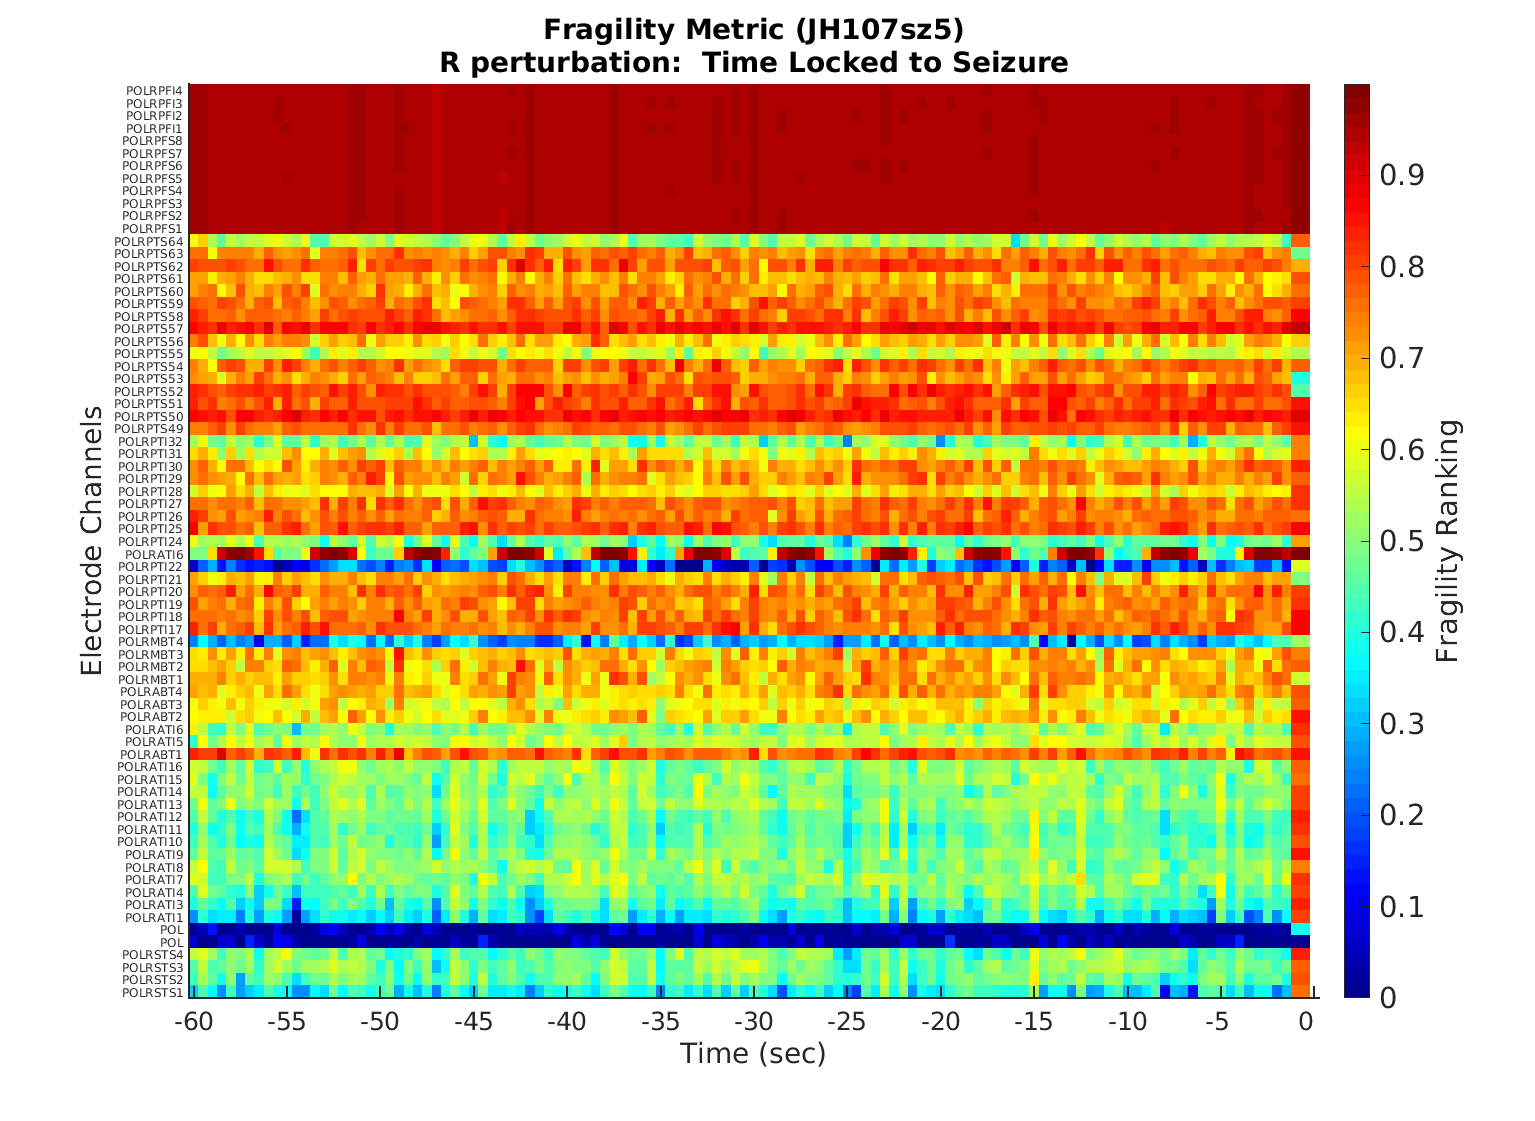 Fragility Metric (JH107sz5)
R perturbation:  Time Locked to Seizure
Electrode Channels
POLRPFI4
POLRPFI3
POLRPFI2
POLRPFI1
POLRPFS8
POLRPFS7
POLRPFS6
POLRPFS5
POLRPFS4
POLRPFS3
POLRPFS2
POLRPFS1
POLRPTS64
POLRPTS63
POLRPTS62
POLRPTS61
POLRPTS60
POLRPTS59
POLRPTS58
POLRPTS57
POLRPTS56
POLRPTS55
POLRPTS54
POLRPTS53
POLRPTS52
POLRPTS51
POLRPTS50
POLRPTS49
POLRPTI32
POLRPTI31
POLRPTI30
POLRPTI29
POLRPTI28
POLRPTI27
POLRPTI26
POLRPTI25
POLRPTI24
POLRATI6
POLRPTI22
POLRPTI21
POLRPTI20
POLRPTI19
POLRPTI18
POLRPTI17
POLRMBT4
POLRMBT3
POLRMBT2
POLRMBT1
POLRABT4
POLRABT3
POLRABT2
POLRATI6
POLRATI5
POLRABT1
POLRATI16
POLRATI15
POLRATI14
POLRATI13
POLRATI12
POLRATI11
POLRATI10
POLRATI9
POLRATI8
POLRATI7
POLRATI4
POLRATI3
POLRATI1
POL
POL
POLRSTS4
POLRSTS3
POLRSTS2
POLRSTS1
-60 -55 -50 -45 -40 -35 -30 -25 -20 -15 -10 -5 0
Time (sec)
0.9
0.8
0.7
0.6
0.5
0.4
0.3
0.2
0.1
0
Fragility Ranking